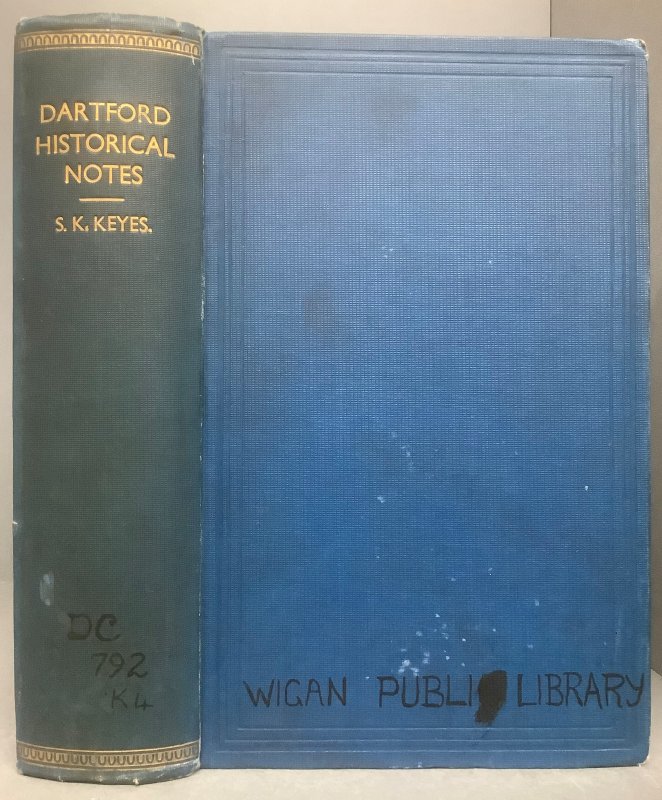 DARTFORD
HISTORICAL
NOTES
S. K. KEYES.
DC
792
K4
WIGAN PUBLI LIBRARY